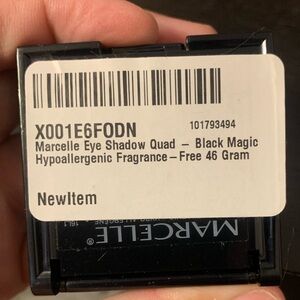 X001E6FODN 101793494
Marcelle Eye Shadow Quad – Black Magic
Hypoallergenic Fragrance – Free 46 Gram
NewItem
MARCELLE®